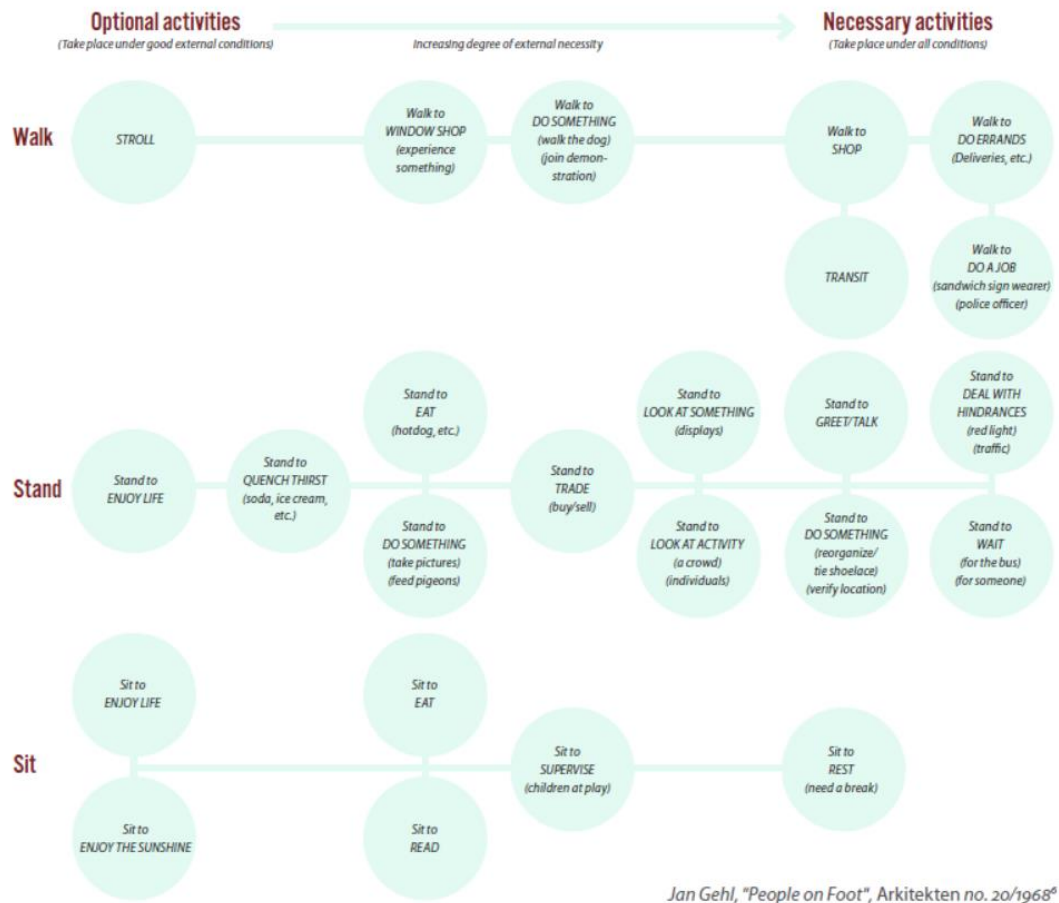 Optional activities
(Take place under good external conditions)
Increasing degree of external necessity
Necessary activities
(Take place under all conditions)
Walk
STROLL
Walk to
WINDOW SHOP
(experience
something)
Walk to
DO SOMETHING
(walk the dog)
(join demon-
stration)
Walk to
SHOP
Walk to
DO ERRANDS
(Deliveries, etc.)
TRANSIT
Walk to
DO A JOB
(sandwich sign wearer)
(police officer)
Stand
Stand to
ENJOY LIFE
Stand to
QUENCH THIRST
(soda, ice cream,
etc.)
Stand to
EAT
(hotdog, etc.)
Stand to
DO SOMETHING
(take pictures)
(feed pigeons)
Stand to
TRADE
(buy/sell)
Stand to
LOOK AT SOMETHING
(displays)
Stand to
LOOK AT ACTIVITY
(a crowd)
(individuals)
Stand to
GREET/TALK
Stand to
DO SOMETHING
(reorganize/
tie shoelace)
(verify location)
Stand to
DEAL WITH
HINDRANCES
(red light)
(traffic)
Stand to
WAIT
(for the bus)
(for someone)
Sit
Sit to
ENJOY LIFE
Sit to
ENJOY THE SUNSHINE
Sit to
EAT
Sit to
READ
Sit to
SUPERVISE
(children at play)
Sit to
REST
(need a break)
Jan Gehl, "People on Foot", Arkitekten no. 20/1968⁶